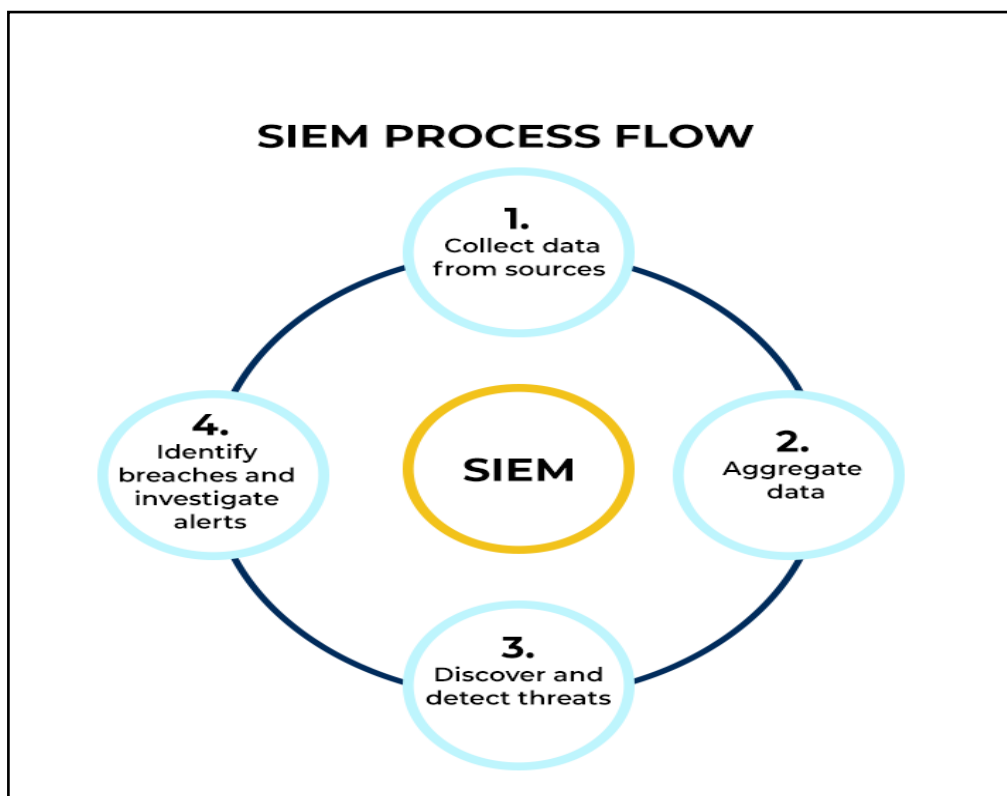 SIEM PROCESS FLOW
1.
Collect data
from sources
2.
Aggregate
data
3.
Discover and
detect threats
4.
Identify
breaches and
investigate
alerts
SIEM